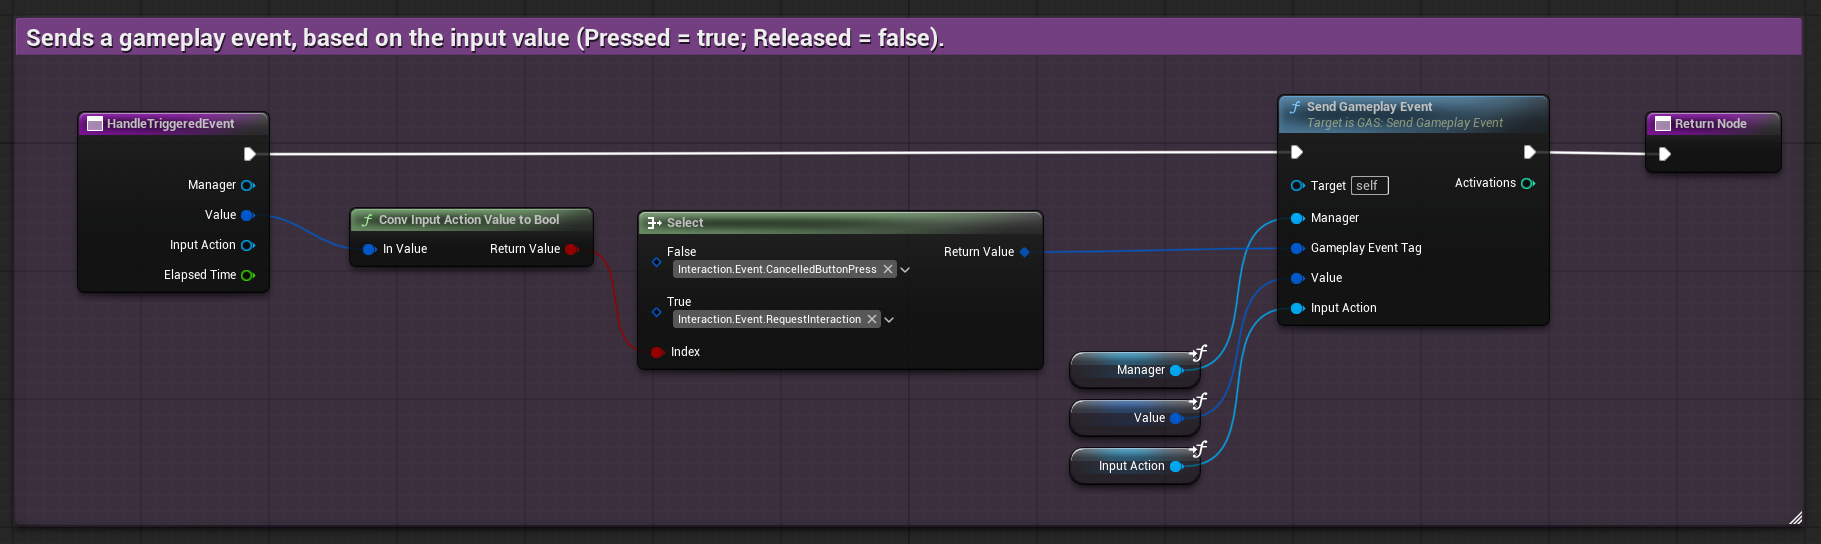 Sends a gameplay event, based on the input value (Pressed = true; Released = false).
HandleTriggeredEvent
Manager
Value
Input Action
Elapsed Time
f Conv Input Action Value to Bool
In Value
Return Value
Select
False
Interaction.Event.CancelledButtonPress
True
Interaction.Event.RequestInteraction
Index
Return Value
Manager
f
Value
f
Input Action
f
f Send Gameplay Event
Target is GAS: Send Gameplay Event
Target self
Activations
Manager
Gameplay Event Tag
Value
Input Action
Return Node